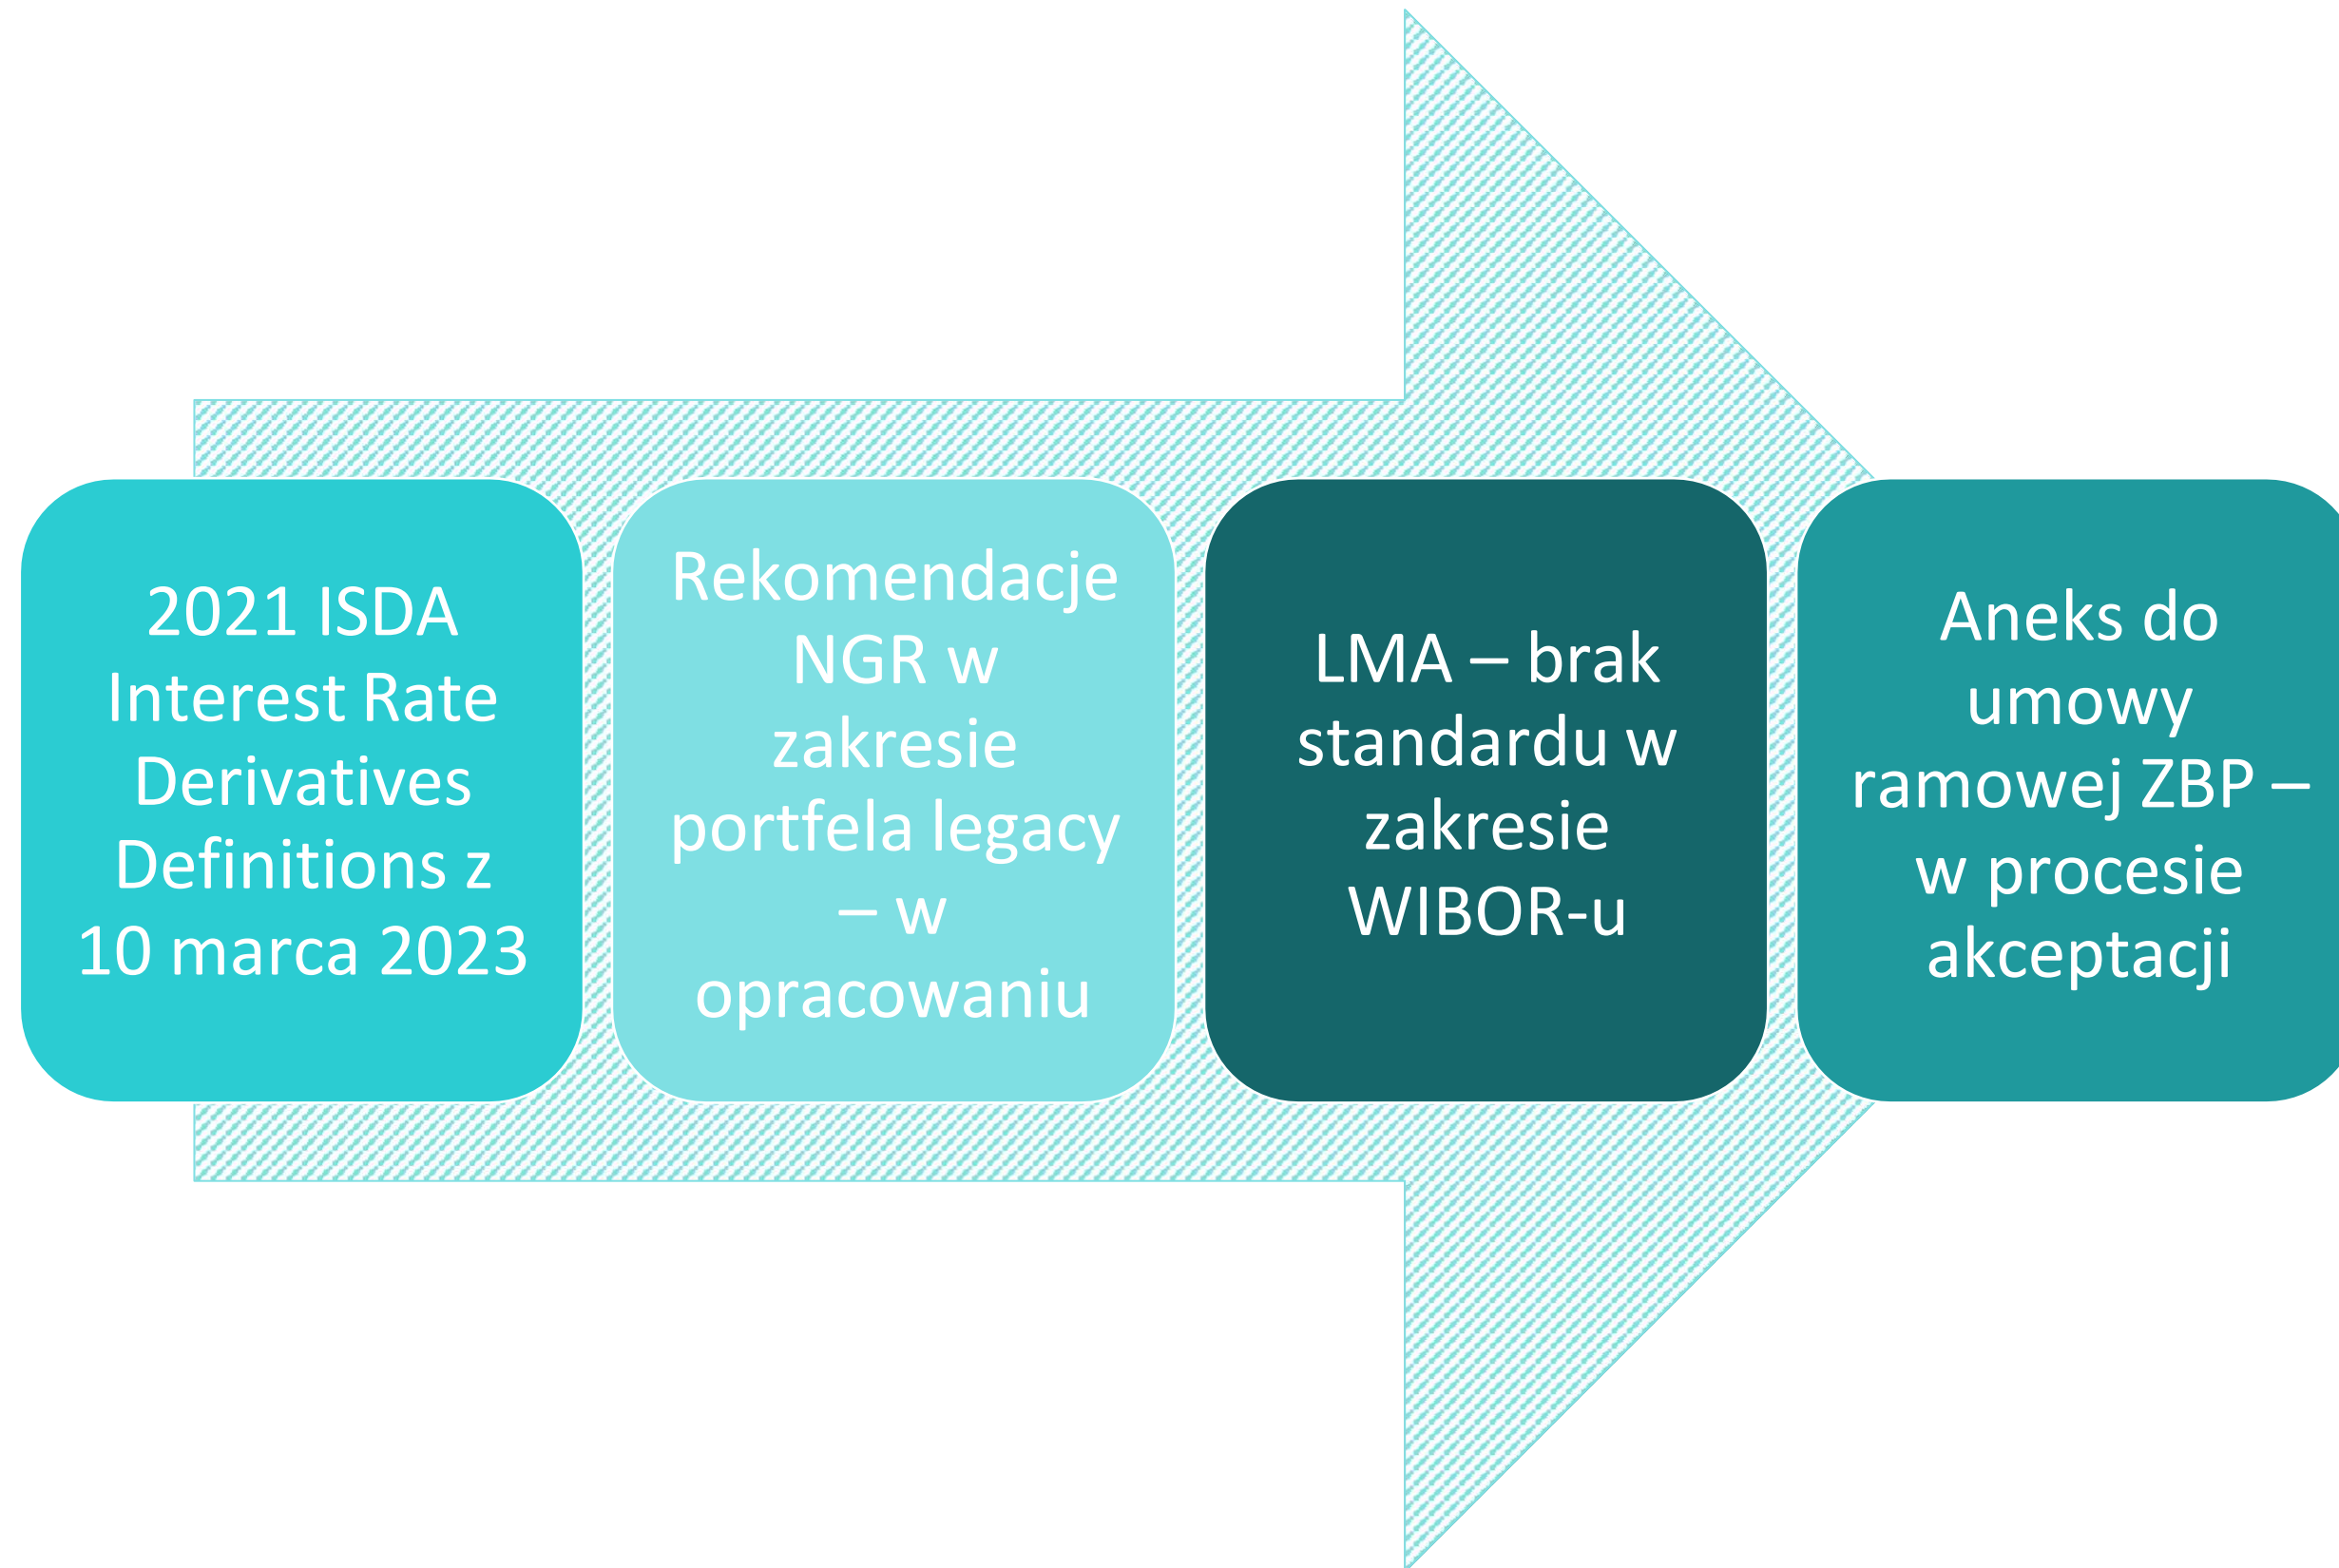 2021 ISDA
Interest Rate
Derivatives
Definitions z
10 marca 2023
Rekomendacje
NGR w
zakresie
portfela legacy
– w
opracowaniu
LMA – brak
standardu w
zakresie
WIBOR-u
Aneks do
umowy
ramowej ZBP –
w procesie
akceptacji